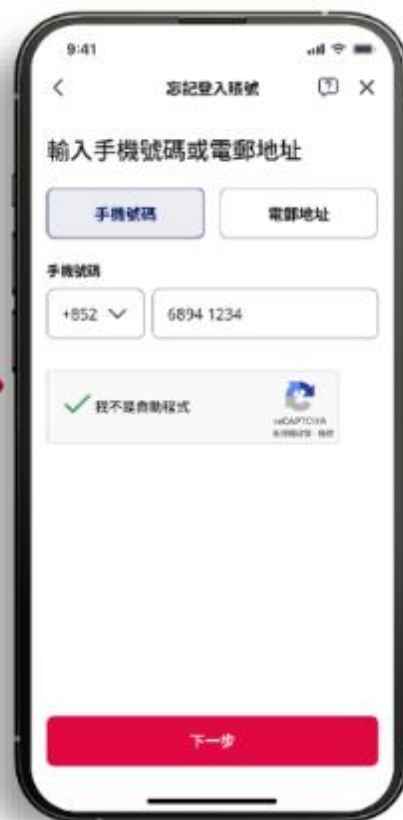 9:41
忘記登入賬號
輸入手機號碼或電郵地址
手機號碼
電郵地址
手機號碼
+852
6894 1234
我不是自動程式
reCAPTCHA
下一步